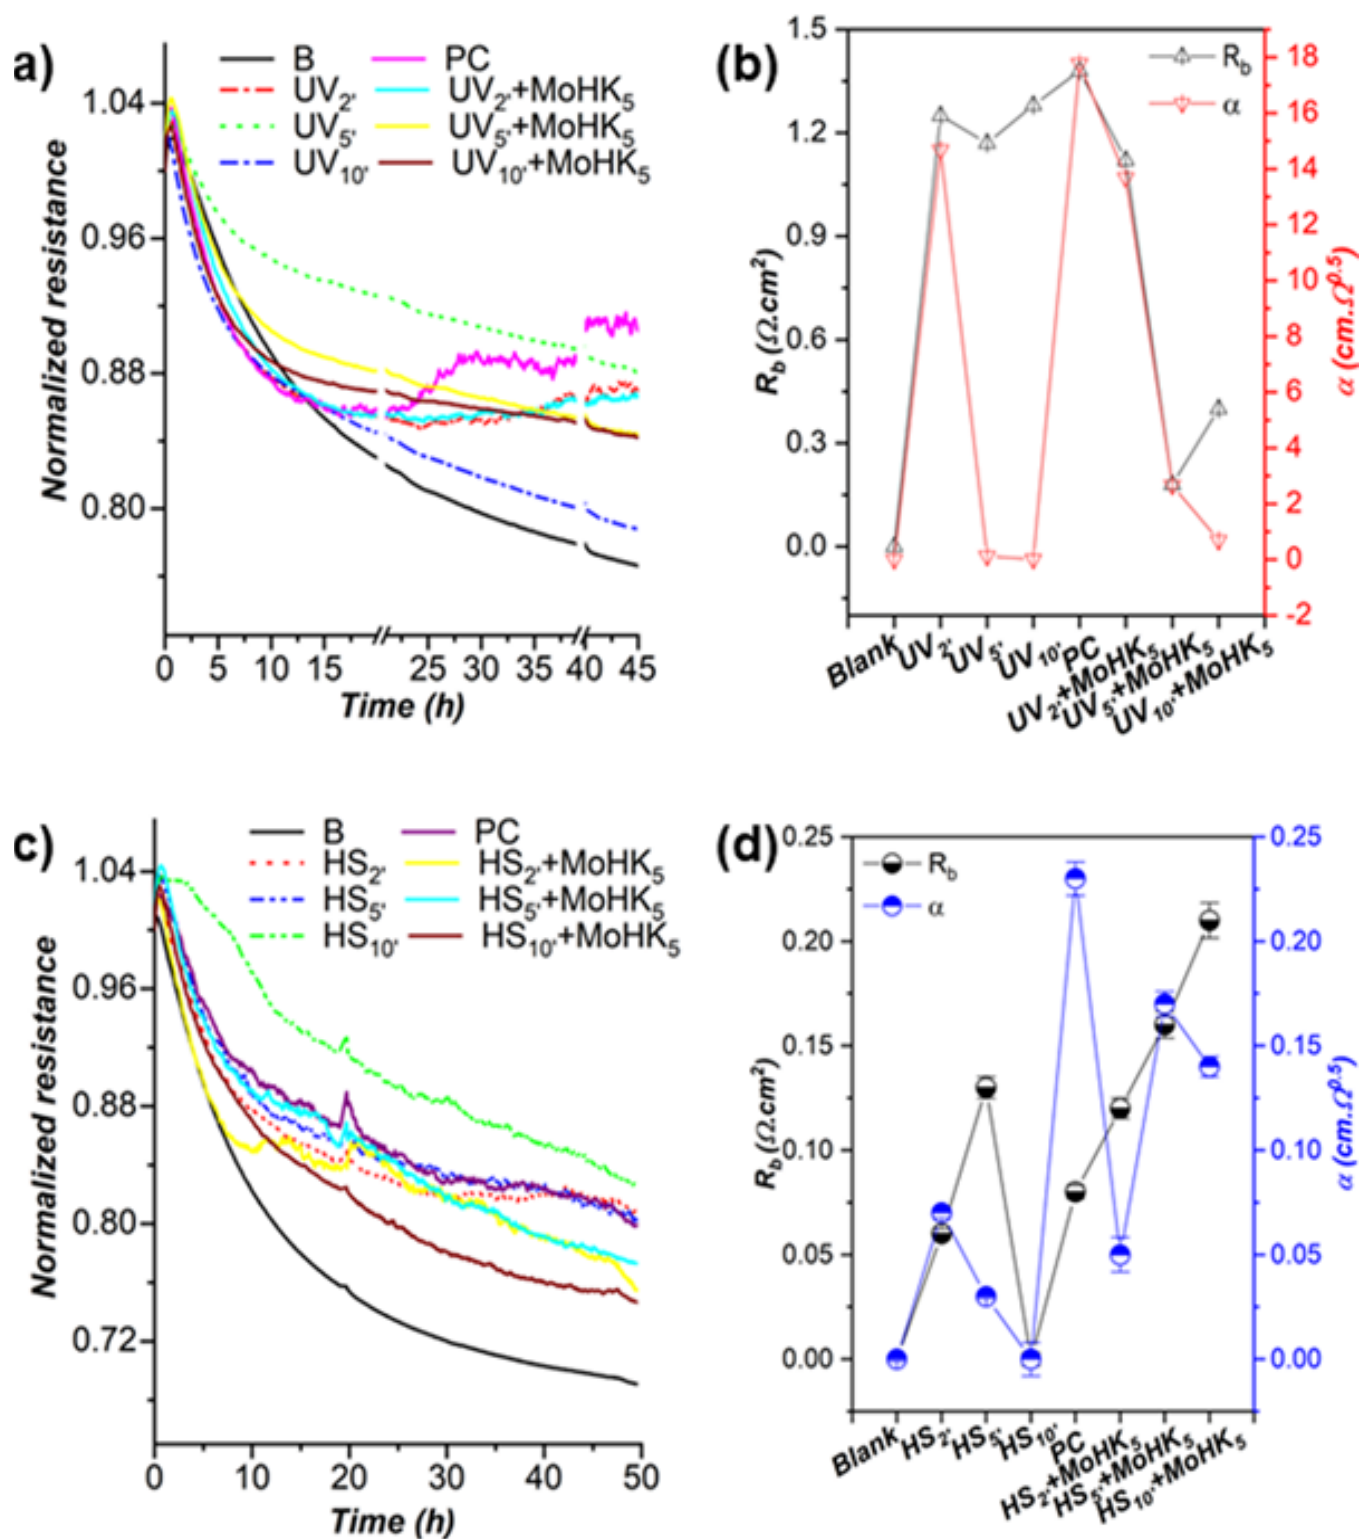 a)
B PC
UV2' UV2'+MoHK5
UV5' UV5'+MoHK5
UV10' UV10'+MoHK5
1.04
0.96
0.88
0.80
Normalized resistance
0 5 10 15 25 30 35 40 45
Time (h)
(b)
Rb
α
1.5
1.2
0.9
0.6
0.3
0.0
Rb (Ω.cm²)
18
16
14
12
10
8
6
4
2
0
-2
α (cm.Ω^0.5)
Blank UV2' UV5' UV10' PC UV2'+MoHK5 UV5'+MoHK5 UV10'+MoHK5
c)
B PC
HS2' HS2'+MoHK5
HS5' HS5'+MoHK5
HS10' HS10'+MoHK5
1.04
0.96
0.88
0.80
0.72
Normalized resistance
0 10 20 30 40 50
Time (h)
(d)
Rb
α
0.25
0.20
0.15
0.10
0.05
0.00
Rb (Ω.cm²)
0.25
0.20
0.15
0.10
0.05
0.00
α (cm.Ω^0.5)
Blank HS2' HS5' HS10' PC HS2'+MoHK5 HS5'+MoHK5 HS10'+MoHK5